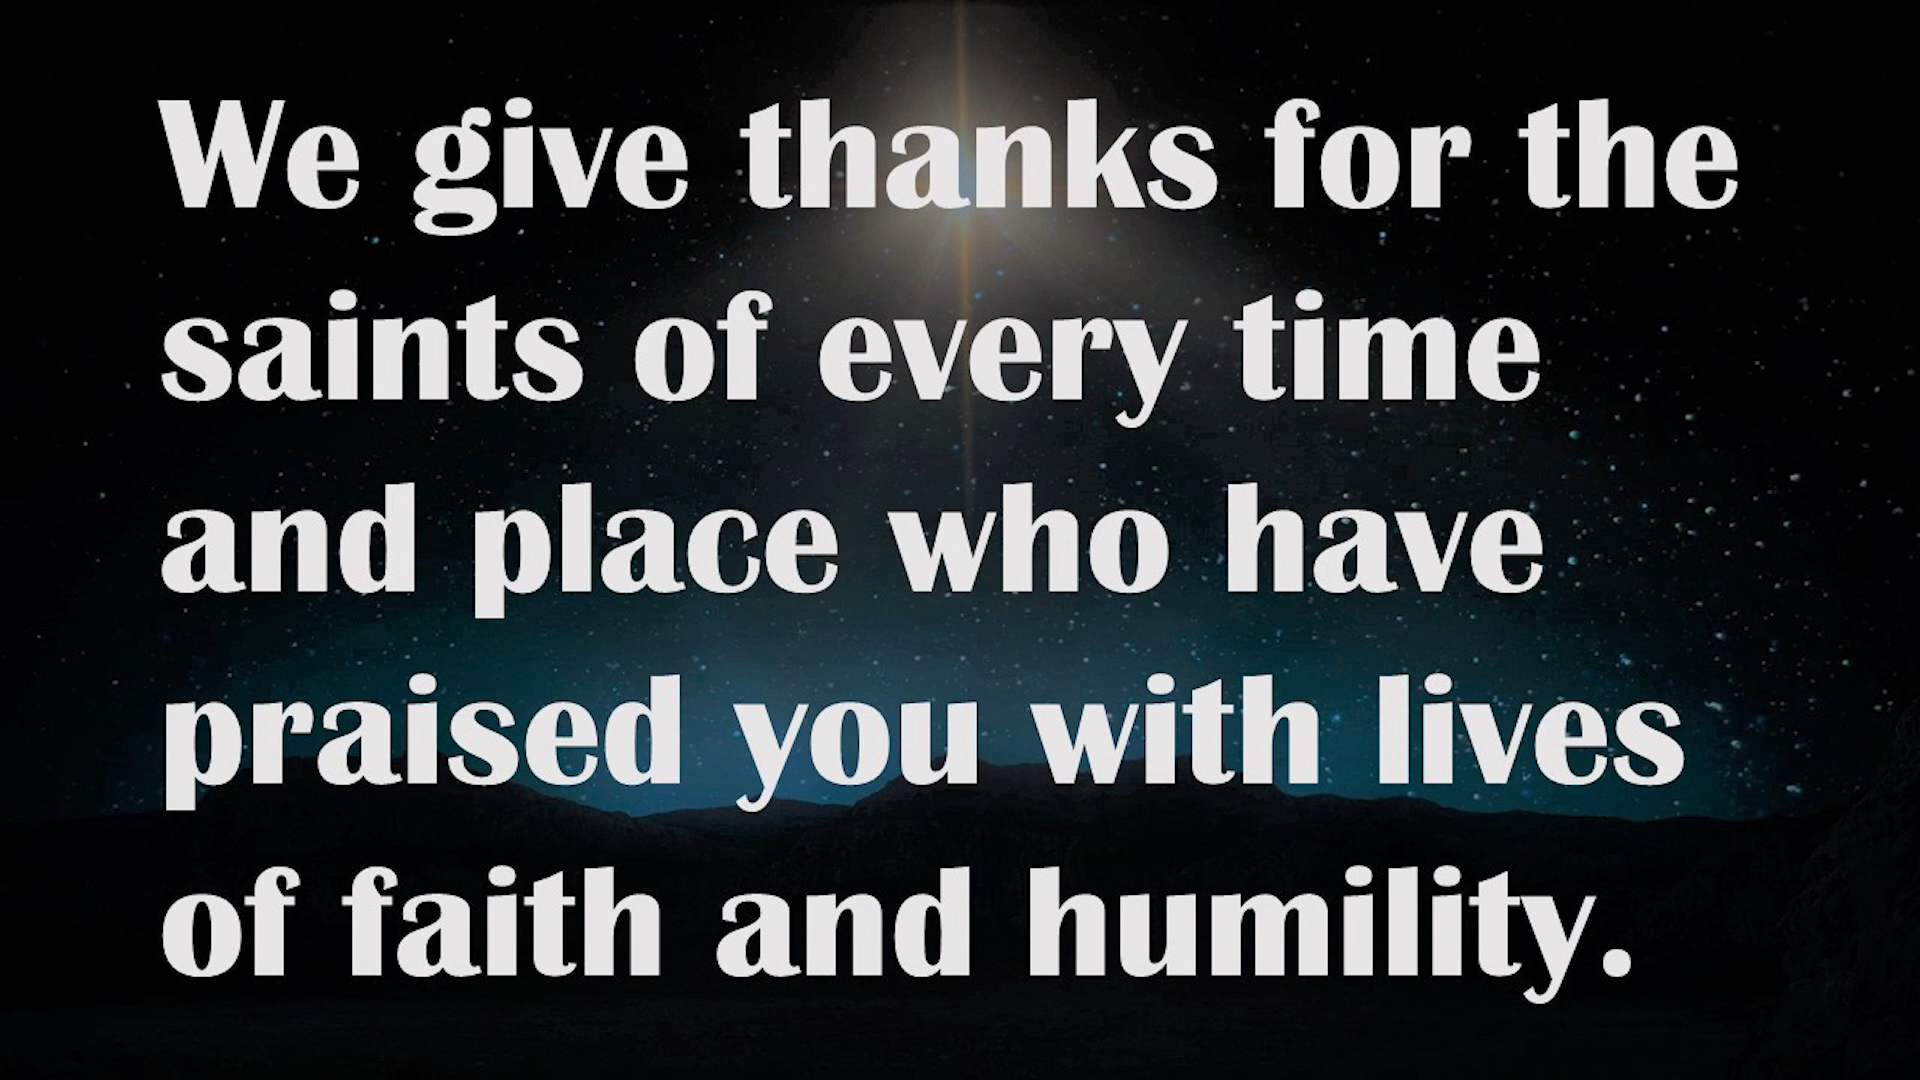 We give thanks for the
saints of every time
and place who have
praised you with lives
of faith and humility.